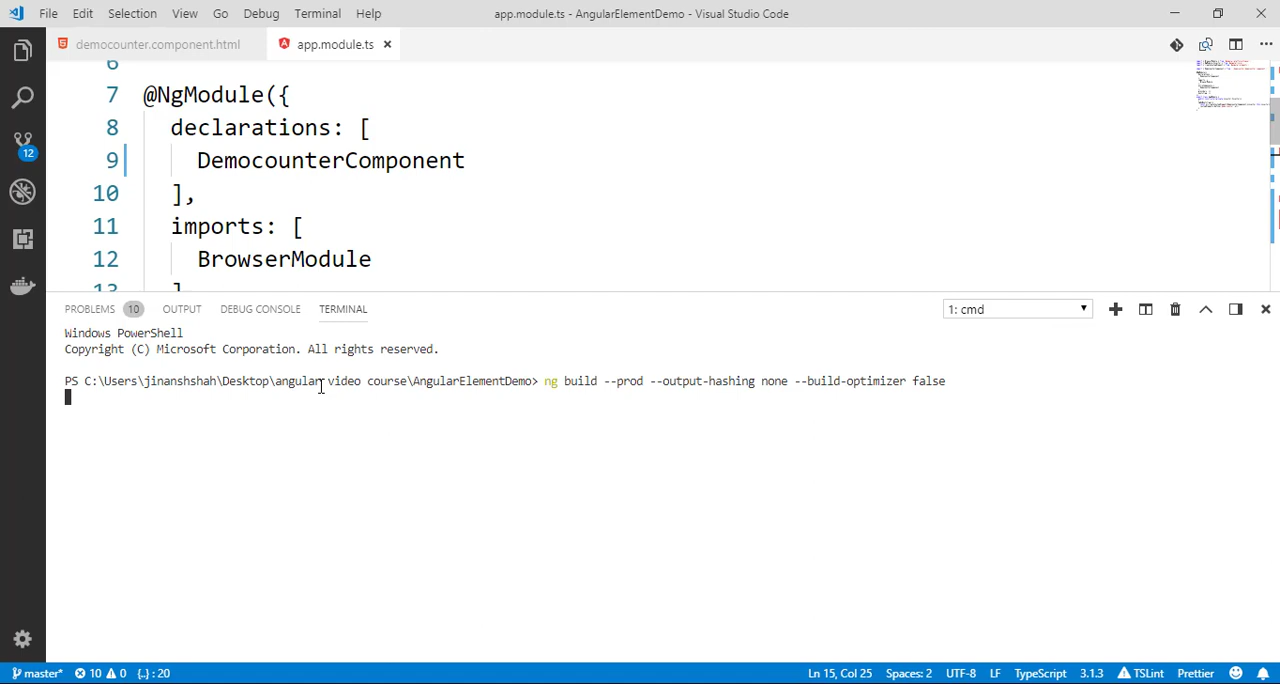 File Edit Selection View Go Debug Terminal Help app.module.ts - AngularElementDemo - Visual Studio Code
democounter.component.html app.module.ts
6
7 @NgModule({
8 declarations: [
9 DemocounterComponent
10 ],
11 imports: [
12 BrowserModule
13 ]
PROBLEMS 10 OUTPUT DEBUG CONSOLE TERMINAL 1: cmd
Windows PowerShell
Copyright (C) Microsoft Corporation. All rights reserved.
PS C:\Users\jinanshshah\Desktop\angular video course\AngularElementDemo> ng build --prod --output-hashing none --build-optimizer false
12
master* 10 0 {..} : 20 Ln 15, Col 25 Spaces: 2 UTF-8 LF TypeScript 3.1.3 TSLint Prettier